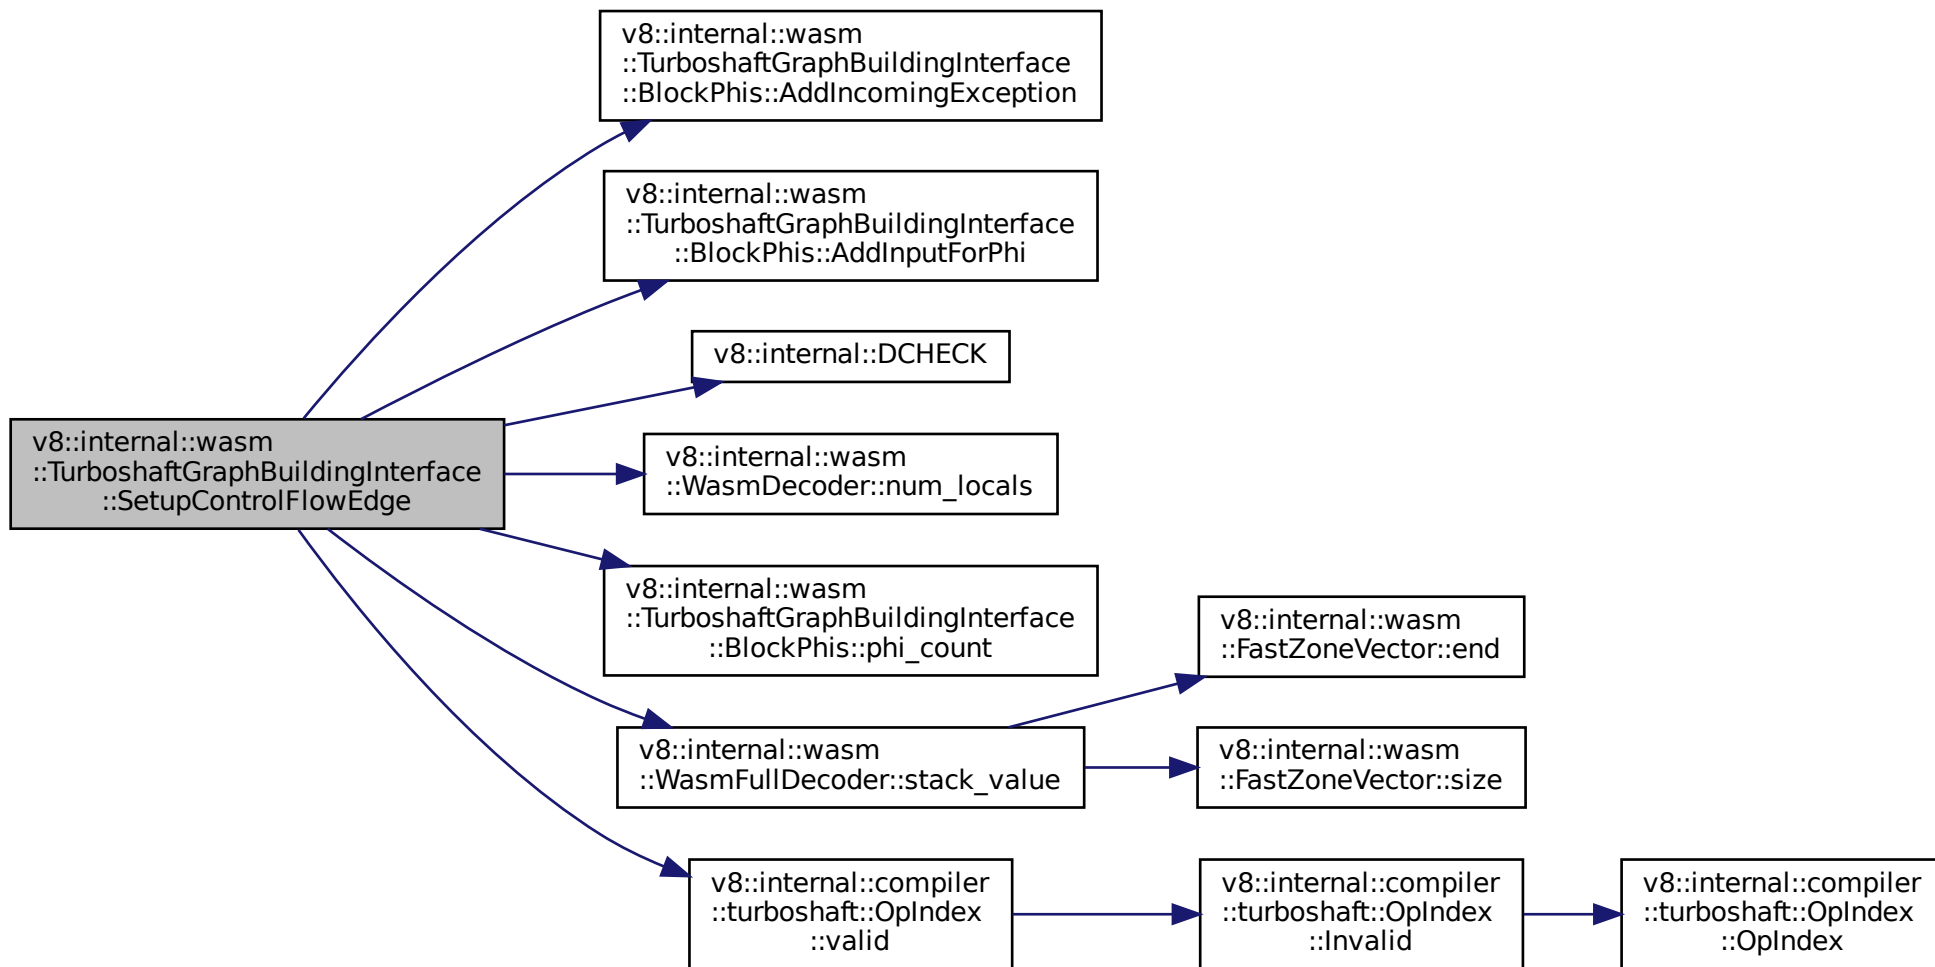 v8::internal::wasm
::TurboshaftGraphBuildingInterface
::BlockPhis::AddIncomingException
v8::internal::wasm
::TurboshaftGraphBuildingInterface
::BlockPhis::AddInputForPhi
v8::internal::DCHECK
v8::internal::wasm
::TurboshaftGraphBuildingInterface
::SetupControlFlowEdge
v8::internal::wasm
::WasmDecoder::num_locals
v8::internal::wasm
::TurboshaftGraphBuildingInterface
::BlockPhis::phi_count
v8::internal::wasm
::FastZoneVector::end
v8::internal::wasm
::WasmFullDecoder::stack_value
v8::internal::wasm
::FastZoneVector::size
v8::internal::compiler
::turboshaft::OpIndex
::valid
v8::internal::compiler
::turboshaft::OpIndex
::Invalid
v8::internal::compiler
::turboshaft::OpIndex
::OpIndex